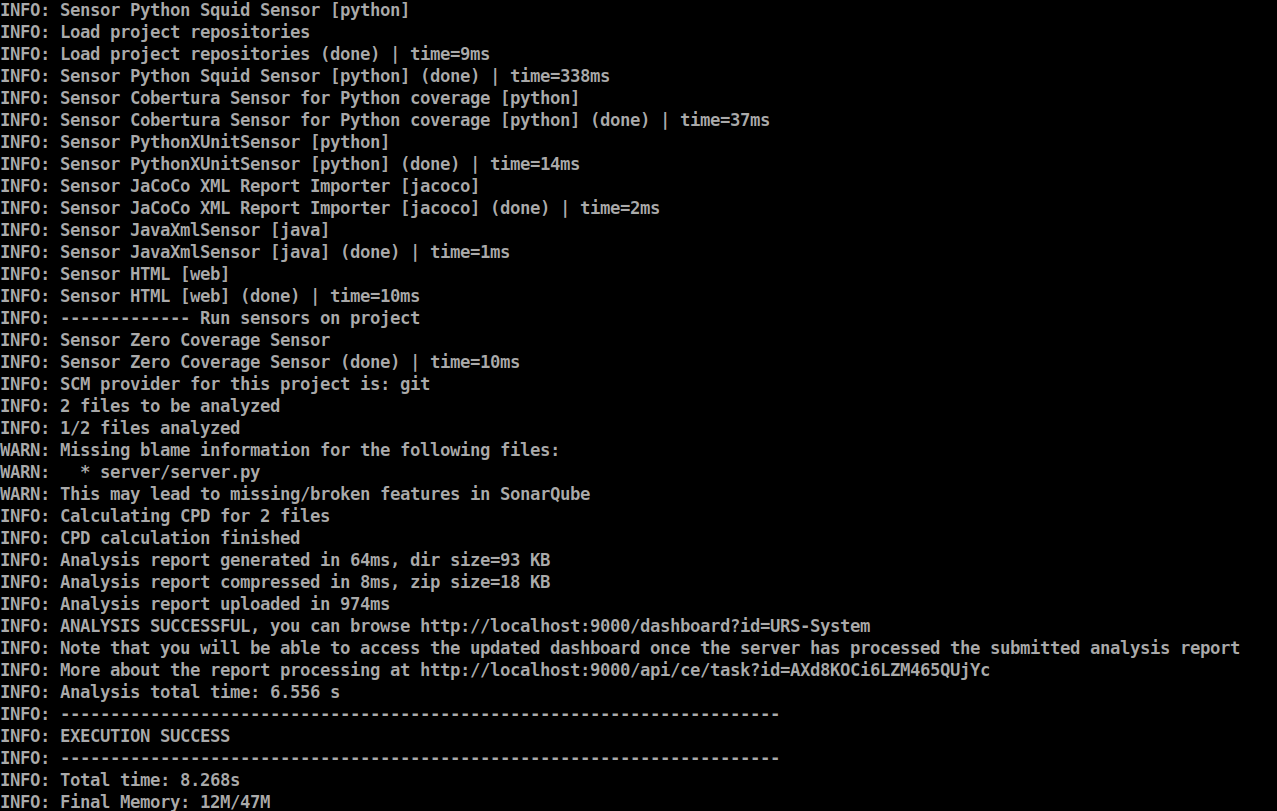 INFO: Sensor Python Squid Sensor [python]
INFO: Load project repositories
INFO: Load project repositories (done) | time=9ms
INFO: Sensor Python Squid Sensor [python] (done) | time=338ms
INFO: Sensor Cobertura Sensor for Python coverage [python]
INFO: Sensor Cobertura Sensor for Python coverage [python] (done) | time=37ms
INFO: Sensor PythonXUnitSensor [python]
INFO: Sensor PythonXUnitSensor [python] (done) | time=14ms
INFO: Sensor JaCoCo XML Report Importer [jacoco]
INFO: Sensor JaCoCo XML Report Importer [jacoco] (done) | time=2ms
INFO: Sensor JavaXmlSensor [java]
INFO: Sensor JavaXmlSensor [java] (done) | time=1ms
INFO: Sensor HTML [web]
INFO: Sensor HTML [web] (done) | time=10ms
INFO: ------------- Run sensors on project
INFO: Sensor Zero Coverage Sensor
INFO: Sensor Zero Coverage Sensor (done) | time=10ms
INFO: SCM provider for this project is: git
INFO: 2 files to be analyzed
INFO: 1/2 files analyzed
WARN: Missing blame information for the following files:
WARN:   * server/server.py
WARN: This may lead to missing/broken features in SonarQube
INFO: Calculating CPD for 2 files
INFO: CPD calculation finished
INFO: Analysis report generated in 64ms, dir size=93 KB
INFO: Analysis report compressed in 8ms, zip size=18 KB
INFO: Analysis report uploaded in 974ms
INFO: ANALYSIS SUCCESSFUL, you can browse http://localhost:9000/dashboard?id=URS-System
INFO: Note that you will be able to access the updated dashboard once the server has processed the submitted analysis report
INFO: More about the report processing at http://localhost:9000/api/ce/task?id=AXd8KOCi6LZM465QUjYc
INFO: Analysis total time: 6.556 s
INFO: ------------------------------------------------------------------------
INFO: EXECUTION SUCCESS
INFO: ------------------------------------------------------------------------
INFO: Total time: 8.268s
INFO: Final Memory: 12M/47M